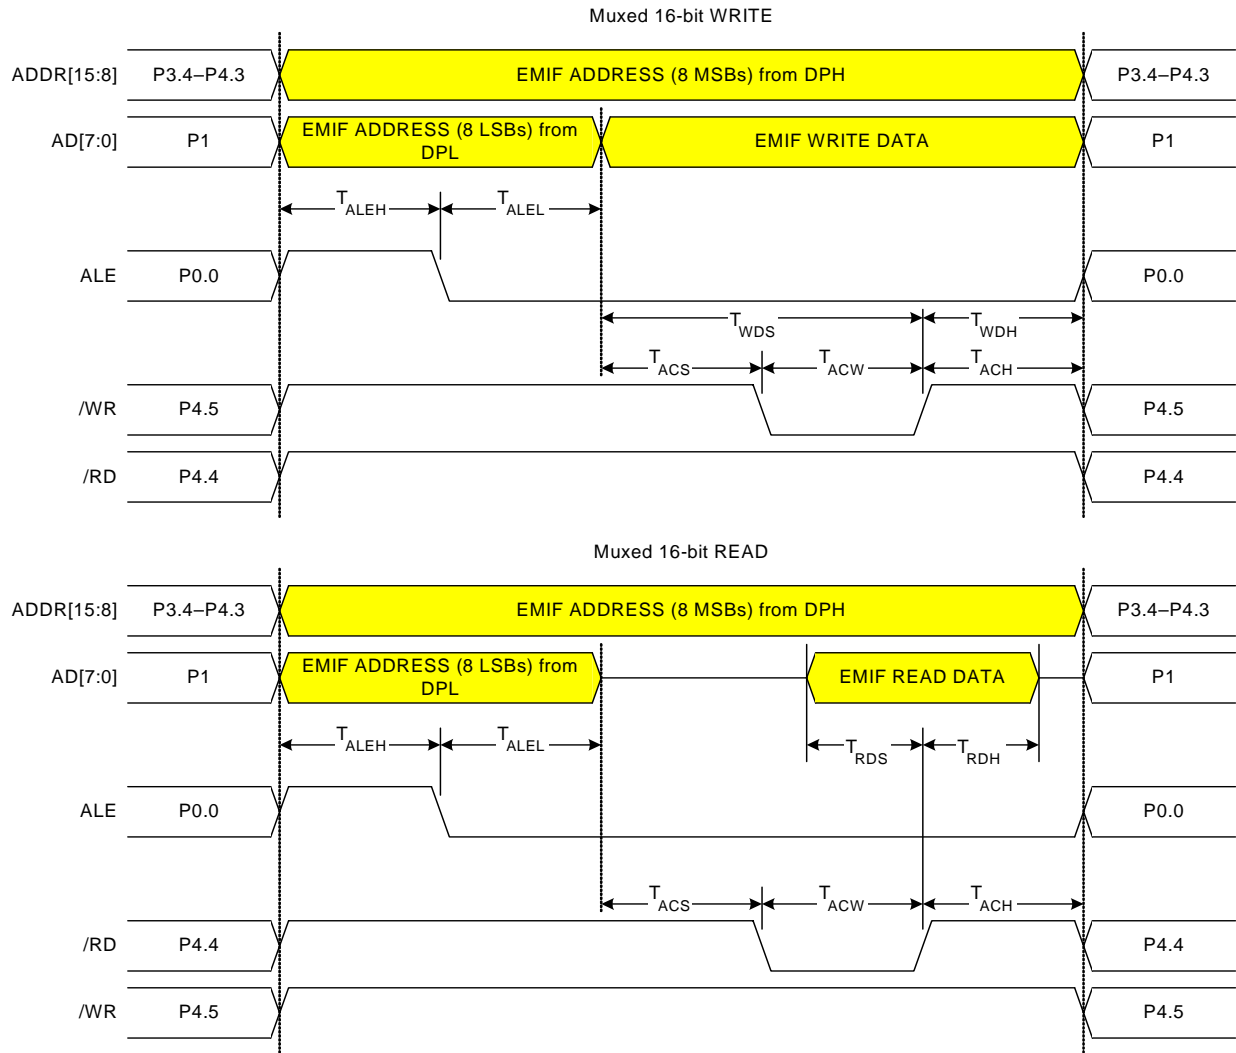 Muxed 16-bit WRITE
ADDR[15:8] P3.4–P4.3 EMIF ADDRESS (8 MSBs) from DPH P3.4–P4.3
AD[7:0] P1 EMIF ADDRESS (8 LSBs) from DPL EMIF WRITE DATA P1
TALEH TALEL
ALE P0.0 P0.0
TWDS TWDH
TACS TACW TACH
/WR P4.5 P4.5
/RD P4.4 P4.4
Muxed 16-bit READ
ADDR[15:8] P3.4–P4.3 EMIF ADDRESS (8 MSBs) from DPH P3.4–P4.3
AD[7:0] P1 EMIF ADDRESS (8 LSBs) from DPL EMIF READ DATA P1
TALEH TALEL TRDS TRDH
ALE P0.0 P0.0
TACS TACW TACH
/RD P4.4 P4.4
/WR P4.5 P4.5